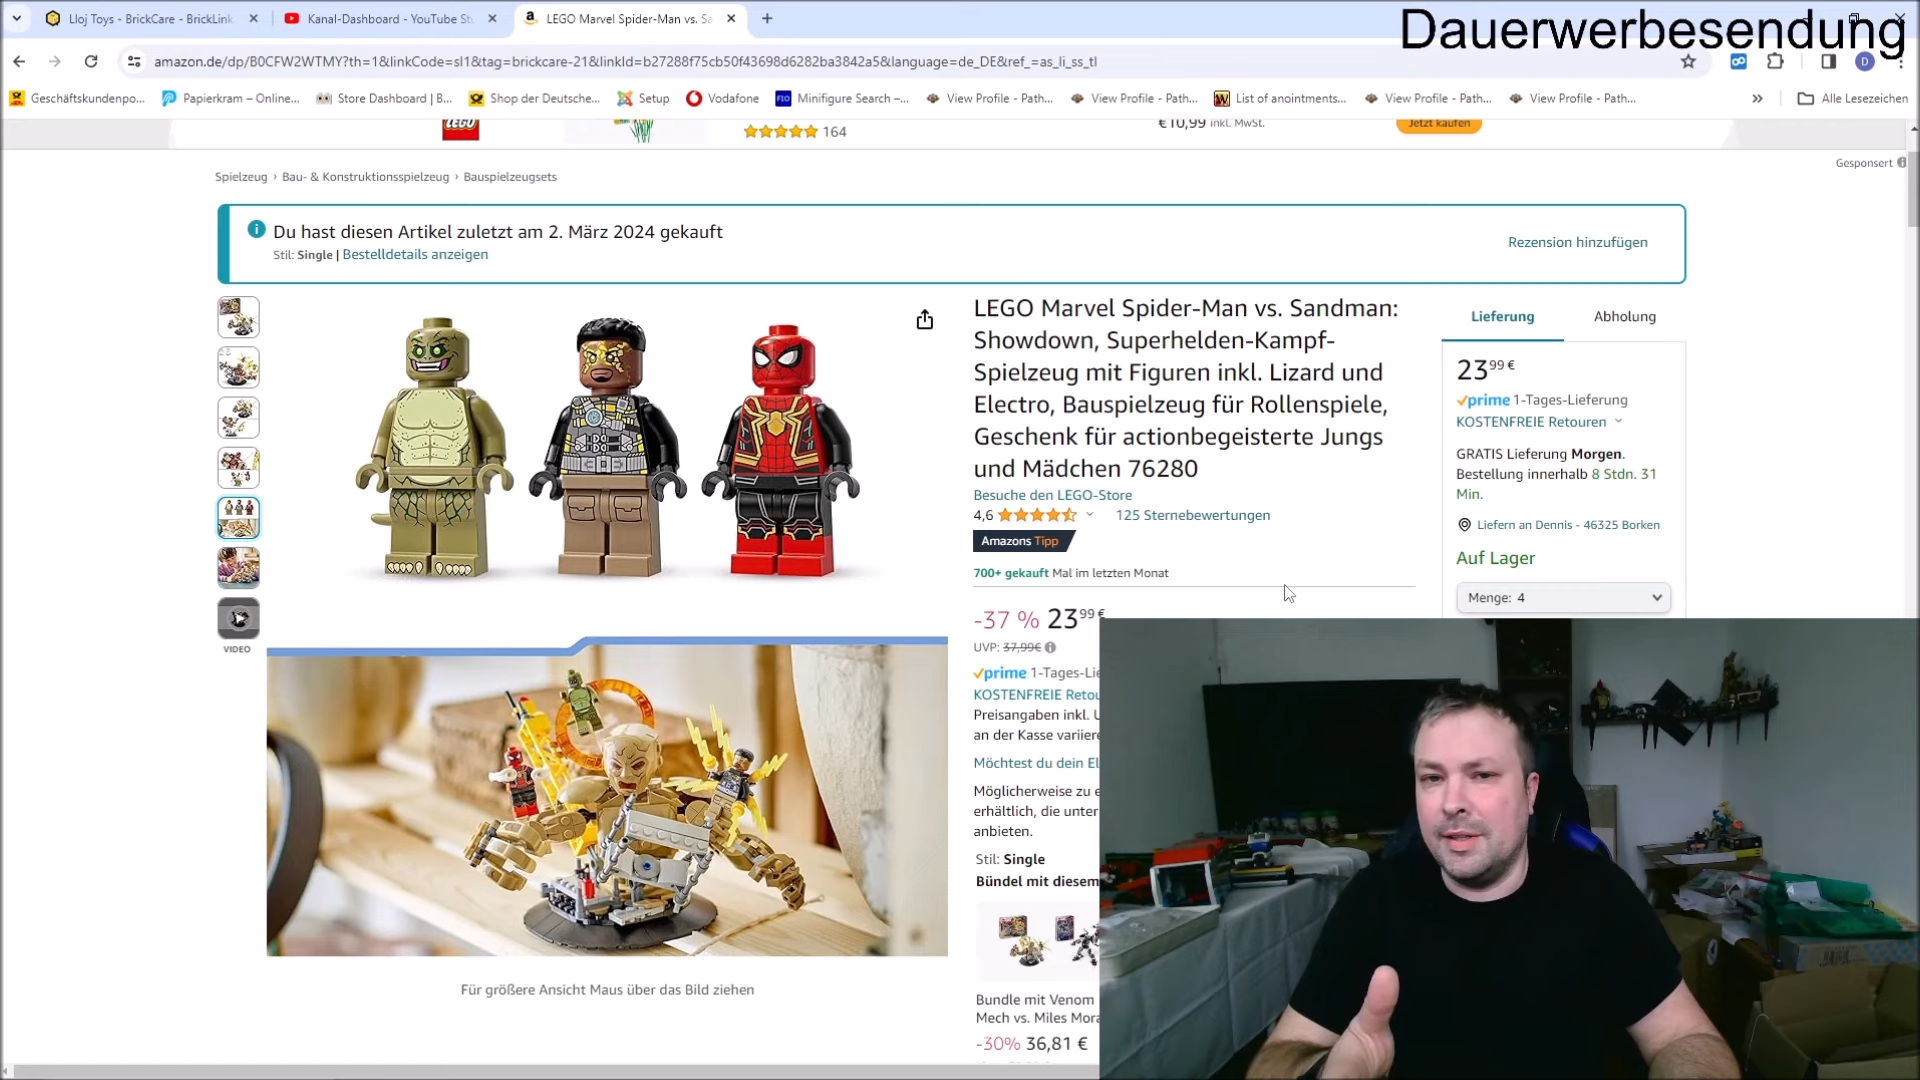 Lloj Toys - BrickCare - BrickLink
Kanal-Dashboard - YouTube St
LEGO Marvel Spider-Man vs. Sa
Dauerwerbesendung
amazon.de/dp/B0CFW2WTMY?th=1&linkCode=sl1&tag=brickcare-21&linkId=b27288f75cb50f43698d6282ba3842a5&language=de_DE&ref_=as_li_ss_tl
D
Geschäftskundenpo...
Papierkram – Online...
Store Dashboard | B...
Shop der Deutsche...
Setup
Vodafone
Minifigure Search –...
View Profile - Path...
View Profile - Path...
List of anointments...
View Profile - Path...
View Profile - Path...
Alle Lesezeichen
LEGO
164
€10,99 inkl. MwSt.
Jetzt kaufen
Gesponsert
Spielzeug › Bau- & Konstruktionsspielzeug › Bauspielzeugsets
Du hast diesen Artikel zuletzt am 2. März 2024 gekauft
Stil: Single | Bestelldetails anzeigen
Rezension hinzufügen
VIDEO
Für größere Ansicht Maus über das Bild ziehen
LEGO Marvel Spider-Man vs. Sandman:
Showdown, Superhelden-Kampf-
Spielzeug mit Figuren inkl. Lizard und
Electro, Bauspielzeug für Rollenspiele,
Geschenk für actionbegeisterte Jungs
und Mädchen 76280
Besuche den LEGO-Store
4,6
125 Sternebewertungen
Amazons Tipp
700+ gekauft Mal im letzten Monat
-37 % 23 99 €
UVP: 37,99€
prime 1-Tages-Lie
KOSTENFREIE Retou
Preisangaben inkl. U
an der Kasse variiere
Möchtest du dein El
Möglicherweise zu e
erhältlich, die unter
anbieten.
Stil: Single
Bündel mit diesem
Bundle mit Venom
Mech vs. Miles Mora
-30% 36,81 €
Lieferung
Abholung
23 99 €
prime 1-Tages-Lieferung
KOSTENFREIE Retouren
GRATIS Lieferung Morgen.
Bestellung innerhalb 8 Stdn. 31
Min.
Liefern an Dennis - 46325 Borken
Auf Lager
Menge: 4